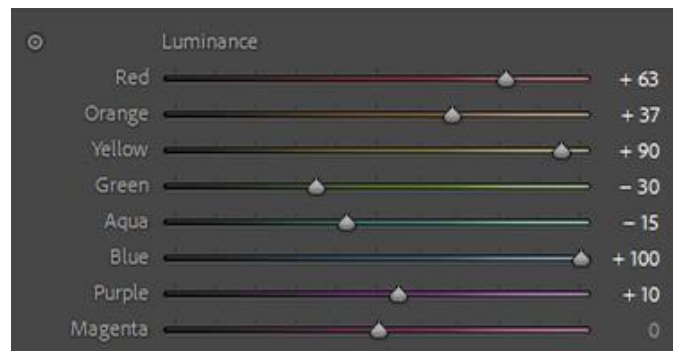 Luminance
Red + 63
Orange + 37
Yellow + 90
Green – 30
Aqua – 15
Blue + 100
Purple + 10
Magenta 0